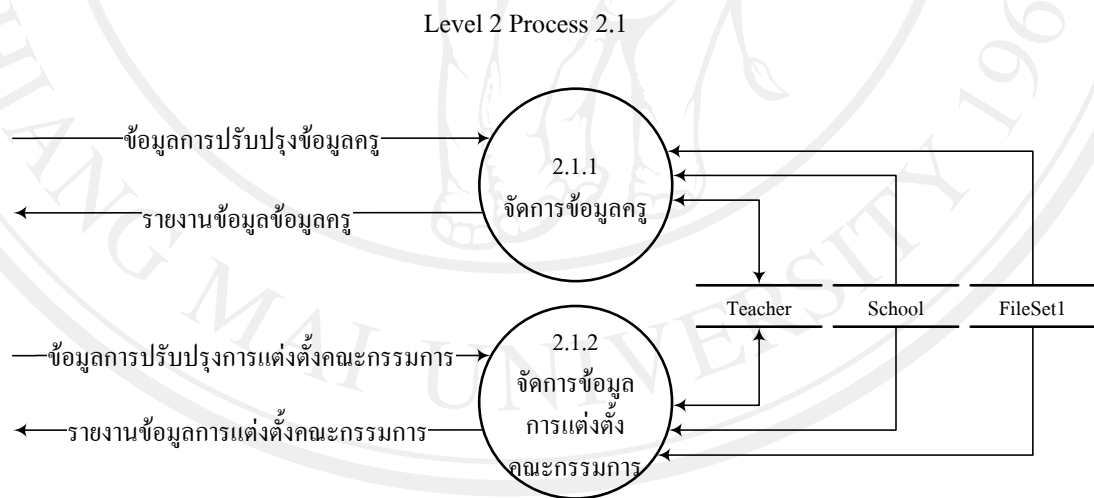 Level 2 Process 2.1
ข้อมูลการปรับปรุงข้อมูลครู
รายงานข้อมูลข้อมูลครู
2.1.1
จัดการข้อมูลครู
Teacher
School
FileSet1
ข้อมูลการปรับปรุงการแต่งตั้งคณะกรรมการ
รายงานข้อมูลการแต่งตั้งคณะกรรมการ
2.1.2
จัดการข้อมูล
การแต่งตั้ง
คณะกรรมการ
HIANG MAI UNIVERSITY 196